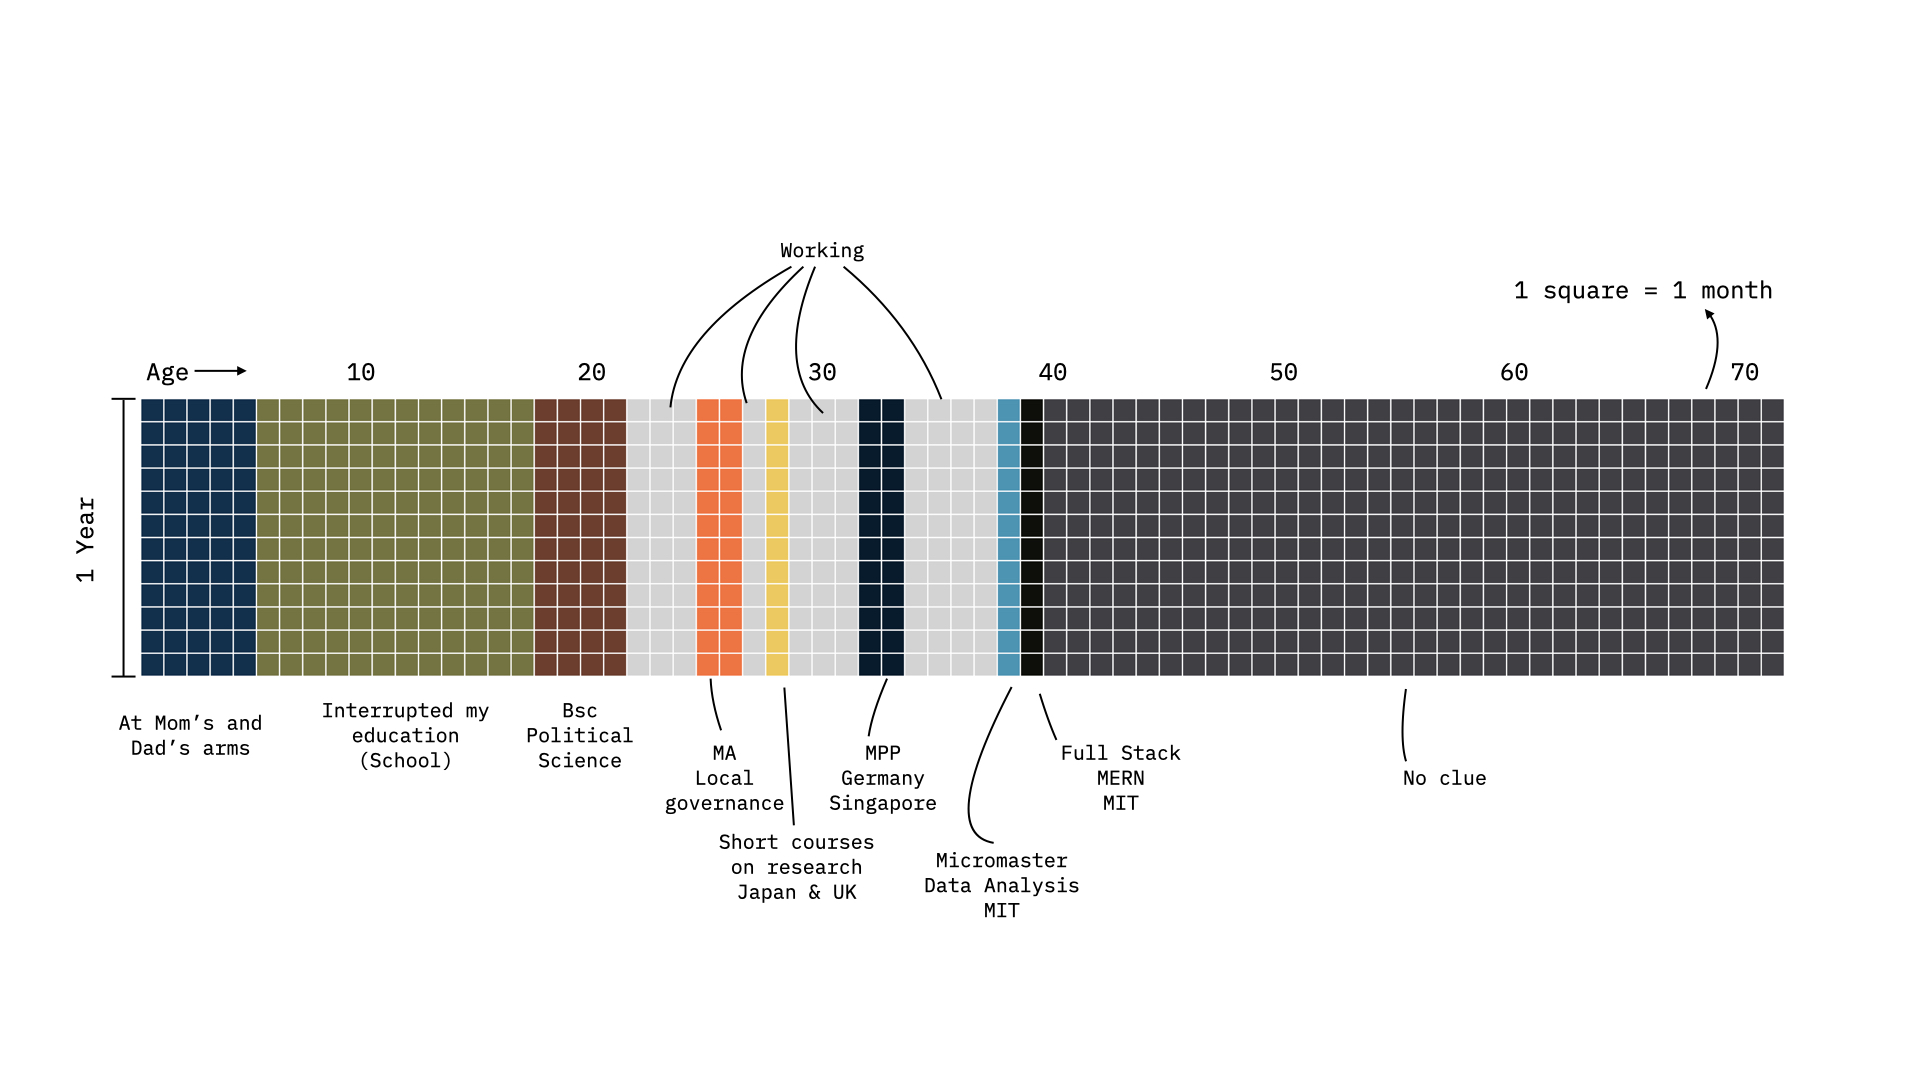 Working
1 square = 1 month
Age
10
20
30
40
50
60
70
1 Year
At Mom’s and
Dad’s arms
Interrupted my
education
(School)
Bsc
Political
Science
MA
Local
governance
Short courses
on research
Japan & UK
MPP
Germany
Singapore
Micromaster
Data Analysis
MIT
Full Stack
MERN
MIT
No clue